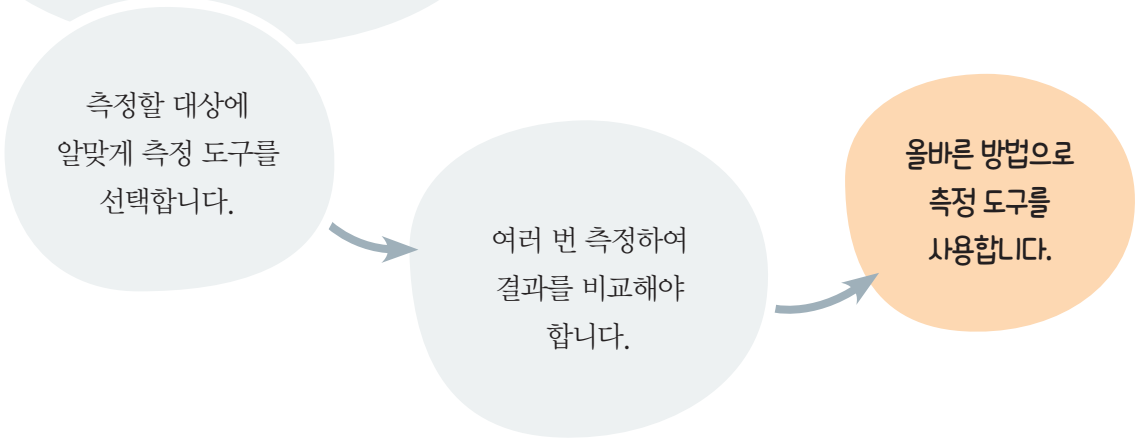 측정할 대상에
알맞게 측정 도구를
선택합니다.
여러 번 측정하여
결과를 비교해야
합니다.
올바른 방법으로
측정 도구를
사용합니다.